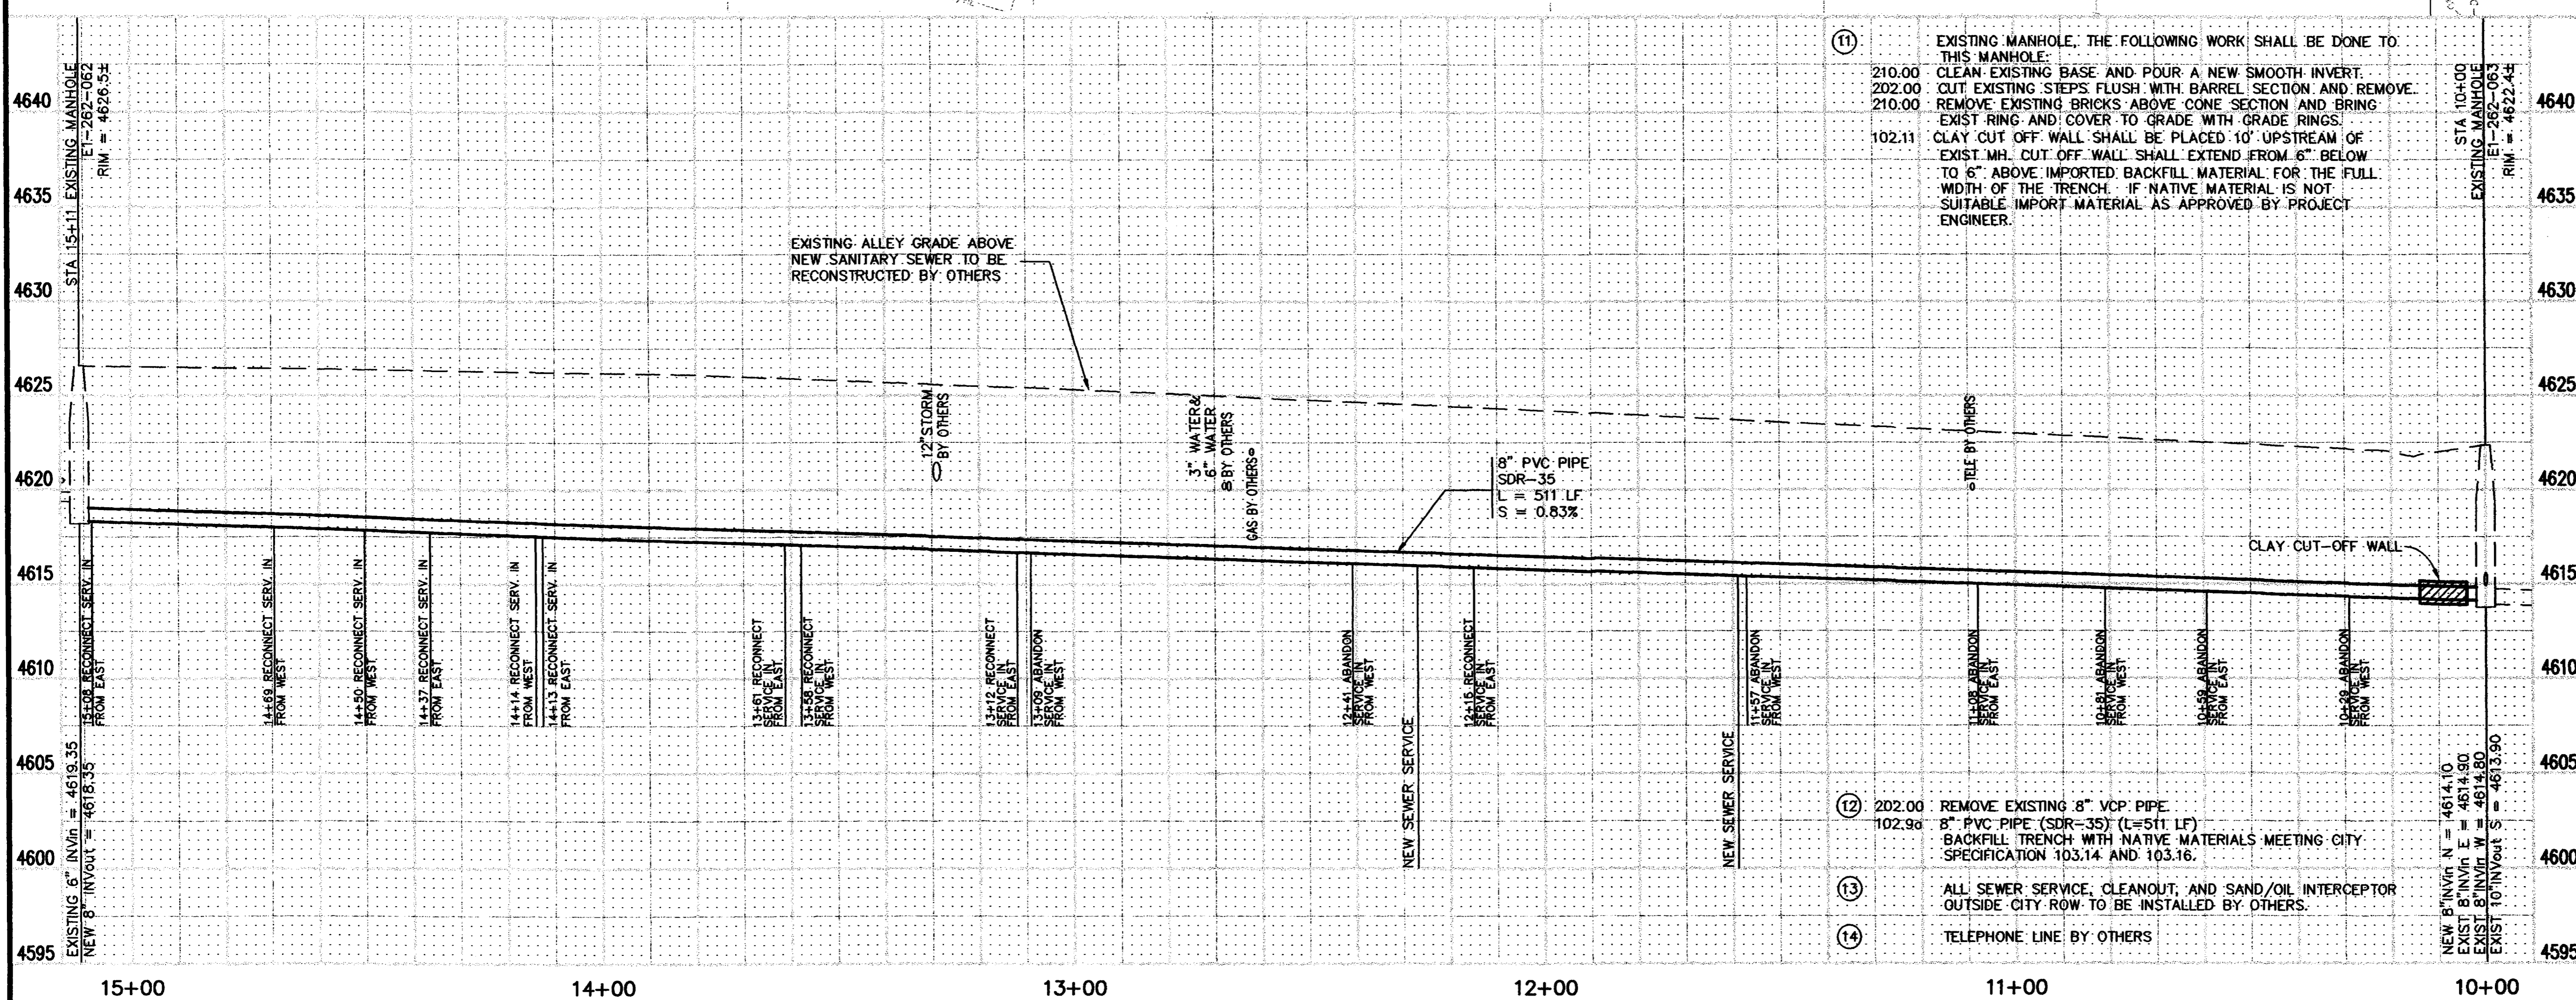 4640
4635
4630
4625
4620
4615
4610
4605
4600
4595
STA 15+11 EXISTING MANHOLE
E1-262-062
RIM = 4626.5±
EXISTING ALLEY GRADE ABOVE
NEW SANITARY SEWER TO BE
RECONSTRUCTED BY OTHERS
12" STORM
BY OTHERS
3" WATER &
6" WATER
BY OTHERS
GAS BY OTHERS
8" PVC PIPE
SDR-35
L = 511 LF
S = 0.83%
TELE BY OTHERS
CLAY CUT-OFF WALL
11 EXISTING MANHOLE, THE FOLLOWING WORK SHALL BE DONE TO
THIS MANHOLE:
210.00 CLEAN EXISTING BASE AND POUR A NEW SMOOTH INVERT.
202.00 CUT EXISTING STEPS FLUSH WITH BARREL SECTION AND REMOVE.
210.00 REMOVE EXISTING BRICKS ABOVE CONE SECTION AND BRING
EXIST RING AND COVER TO GRADE WITH GRADE RINGS.
102.11 CLAY CUT OFF WALL SHALL BE PLACED 10' UPSTREAM OF
EXIST MH. CUT OFF WALL SHALL EXTEND FROM 6" BELOW
TO 6" ABOVE IMPORTED BACKFILL MATERIAL FOR THE FULL
WIDTH OF THE TRENCH. IF NATIVE MATERIAL IS NOT
SUITABLE IMPORT MATERIAL AS APPROVED BY PROJECT
ENGINEER.
STA 10+00
EXISTING MANHOLE
E1-262-063
RIM = 4622.4±
4640
4635
4630
4625
4620
4615
4610
4605
4600
4595
EXISTING 6" INVin = 4619.35
NEW 8" INVout = 4618.35
15+08 RECONNECT SERV. IN
FROM EAST
14+69 RECONNECT SERV. IN
FROM WEST
14+50 RECONNECT SERV. IN
FROM WEST
14+37 RECONNECT SERV. IN
FROM EAST
14+14 RECONNECT SERV. IN
FROM WEST
14+13 RECONNECT SERV. IN
FROM EAST
13+61 RECONNECT
SERVICE IN
FROM EAST
13+58 RECONNECT
SERVICE IN
FROM WEST
13+12 RECONNECT
SERVICE IN
FROM EAST
13+09 ABANDON
SERVICE IN
FROM WEST
12+41 ABANDON
SERVICE IN
FROM WEST
NEW SEWER SERVICE
12+15 RECONNECT
SERVICE IN
FROM EAST
NEW SEWER SERVICE
11+57 ABANDON
SERVICE IN
FROM WEST
11+08 ABANDON
SERVICE IN
FROM EAST
10+81 ABANDON
SERVICE IN
FROM WEST
10+59 ABANDON
SERVICE IN
FROM EAST
10+29 ABANDON
SERVICE IN
FROM WEST
12 202.00 REMOVE EXISTING 8" VCP PIPE
102.9a 8" PVC PIPE (SDR-35) (L=511 LF)
BACKFILL TRENCH WITH NATIVE MATERIALS MEETING CITY
SPECIFICATION 103.14 AND 103.16.
13 ALL SEWER SERVICE, CLEANOUT, AND SAND/OIL INTERCEPTOR
OUTSIDE CITY ROW TO BE INSTALLED BY OTHERS.
14 TELEPHONE LINE BY OTHERS
NEW 8"INVin N = 4614.10
EXIST 8"INVin E = 4614.90
EXIST 8"INVin W = 4614.80
EXIST 10"INVout S = 4613.90
15+00
14+00
13+00
12+00
11+00
10+00